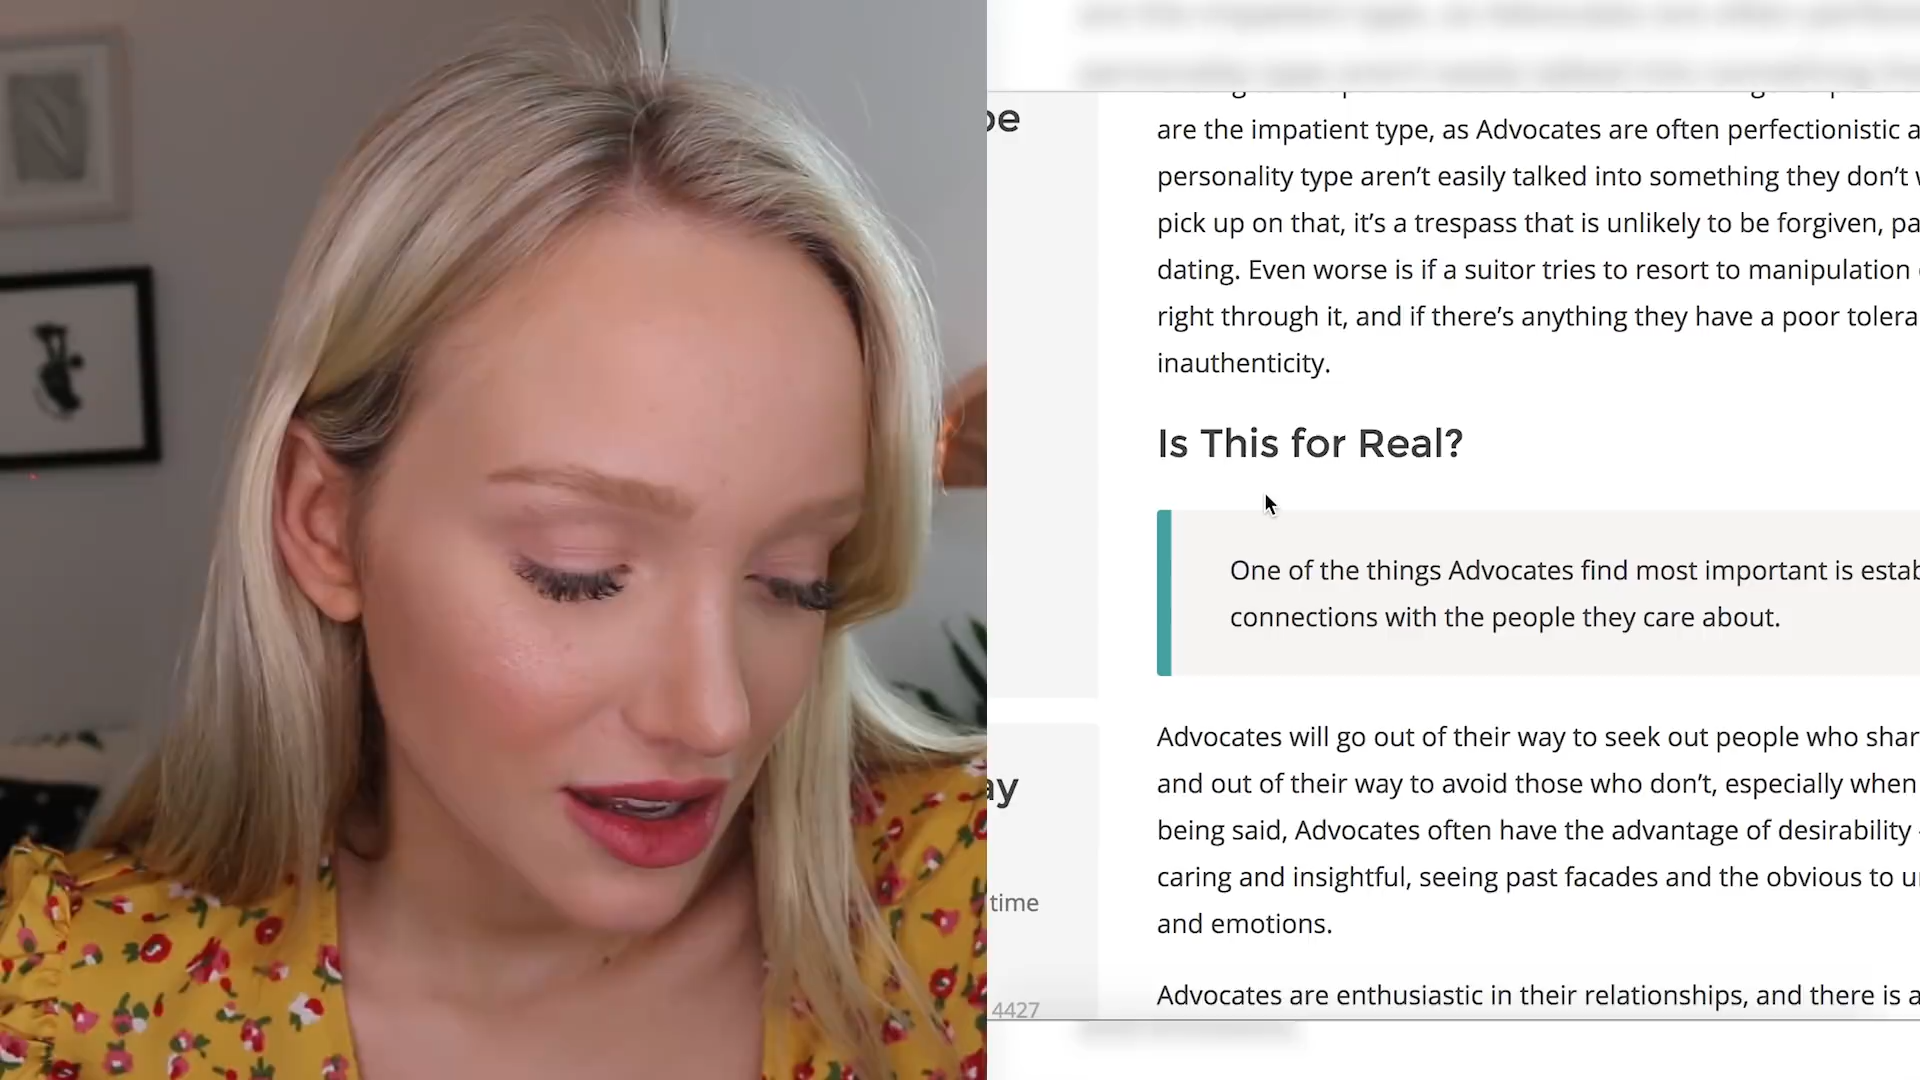 be
are the impatient type, as Advocates are often perfectionistic a
personality type aren’t easily talked into something they don’t w
pick up on that, it’s a trespass that is unlikely to be forgiven, pa
dating. Even worse is if a suitor tries to resort to manipulation
right through it, and if there’s anything they have a poor tolera
inauthenticity.
Is This for Real?
One of the things Advocates find most important is estab
connections with the people they care about.
Advocates will go out of their way to seek out people who shar
and out of their way to avoid those who don’t, especially when
being said, Advocates often have the advantage of desirability -
caring and insightful, seeing past facades and the obvious to u
and emotions.
Advocates are enthusiastic in their relationships, and there is a
ay
time
4427